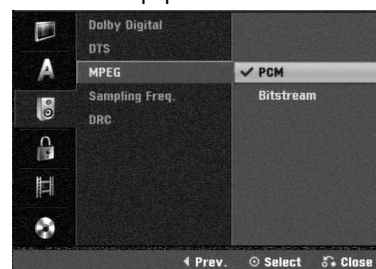 Dolby Digital
DTS
MPEG
PCM
Sampling Freq.
Bitstream
DRC
Prev.
Select
Close